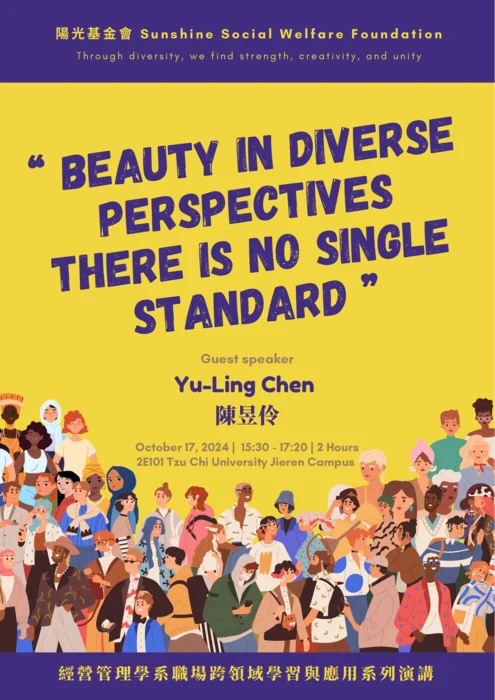 陽光基金會 Sunshine Social Welfare Foundation
Through diversity, we find strength, creativity, and unity
“ BEAUTY IN DIVERSE
PERSPECTIVES
THERE IS NO SINGLE
STANDARD ”
Guest speaker
Yu-Ling Chen
陳昱伶
October 17, 2024 | 15:30 - 17:20 | 2 Hours
2E101 Tzu Chi University Jieren Campus
經營管理學系職場跨領域學習與應用系列演講